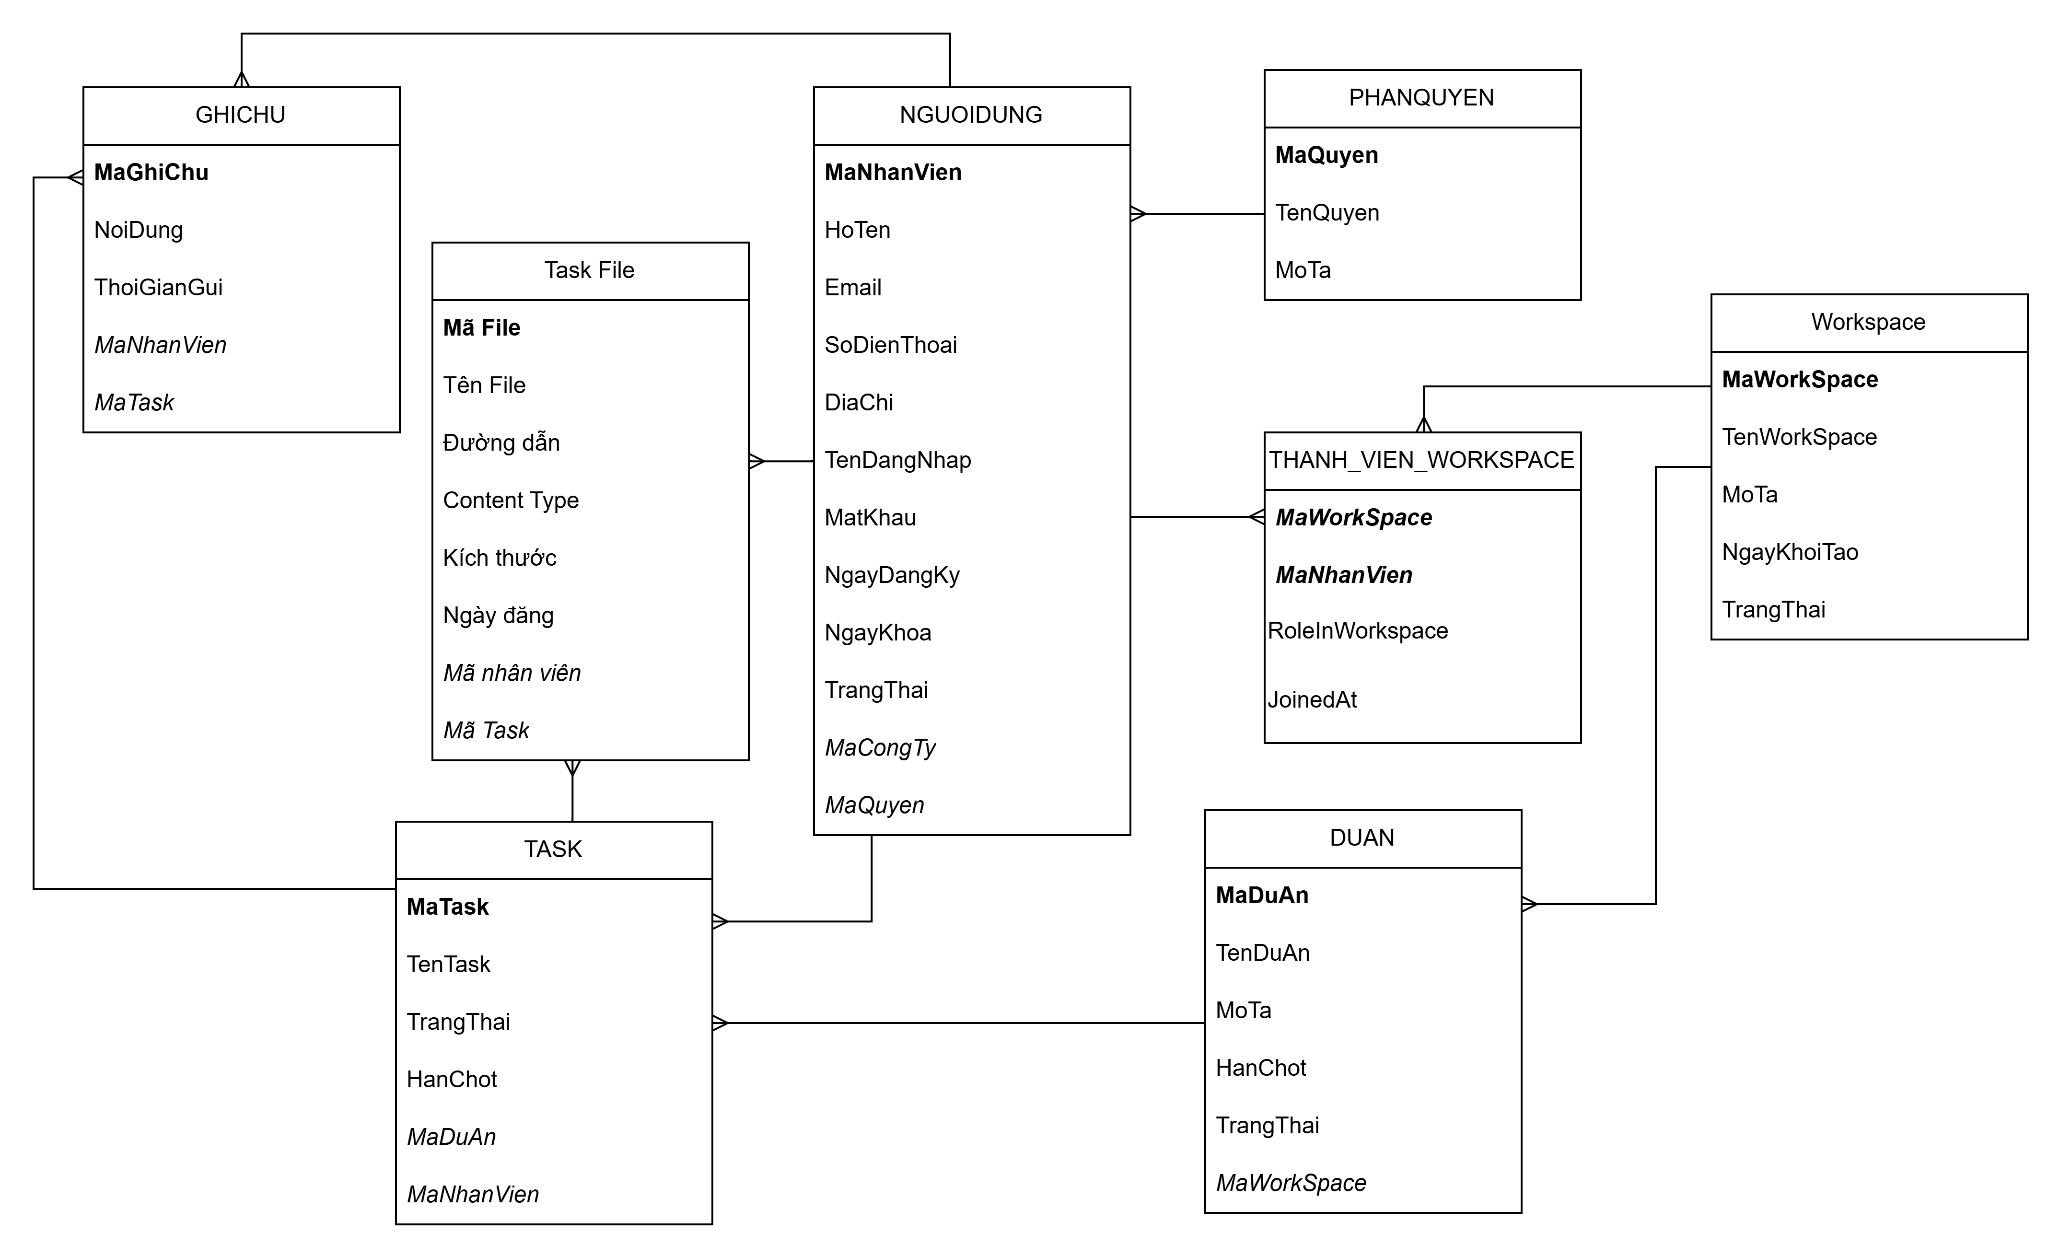 GHICHU
MaGhiChu
NoiDung
ThoiGianGui
MaNhanVien
MaTask
Task File
Mã File
Tên File
Đường dẫn
Content Type
Kích thước
Ngày đăng
Mã nhân viên
Mã Task
NGUOIDUNG
MaNhanVien
HoTen
Email
SoDienThoai
DiaChi
TenDangNhap
MatKhau
NgayDangKy
NgayKhoa
TrangThai
MaCongTy
MaQuyen
PHANQUYEN
MaQuyen
TenQuyen
MoTa
Workspace
MaWorkSpace
TenWorkSpace
MoTa
NgayKhoiTao
TrangThai
THANH_VIEN_WORKSPACE
MaWorkSpace
MaNhanVien
RoleInWorkspace
JoinedAt
TASK
MaTask
TenTask
TrangThai
HanChot
MaDuAn
MaNhanVien
DUAN
MaDuAn
TenDuAn
MoTa
HanChot
TrangThai
MaWorkSpace